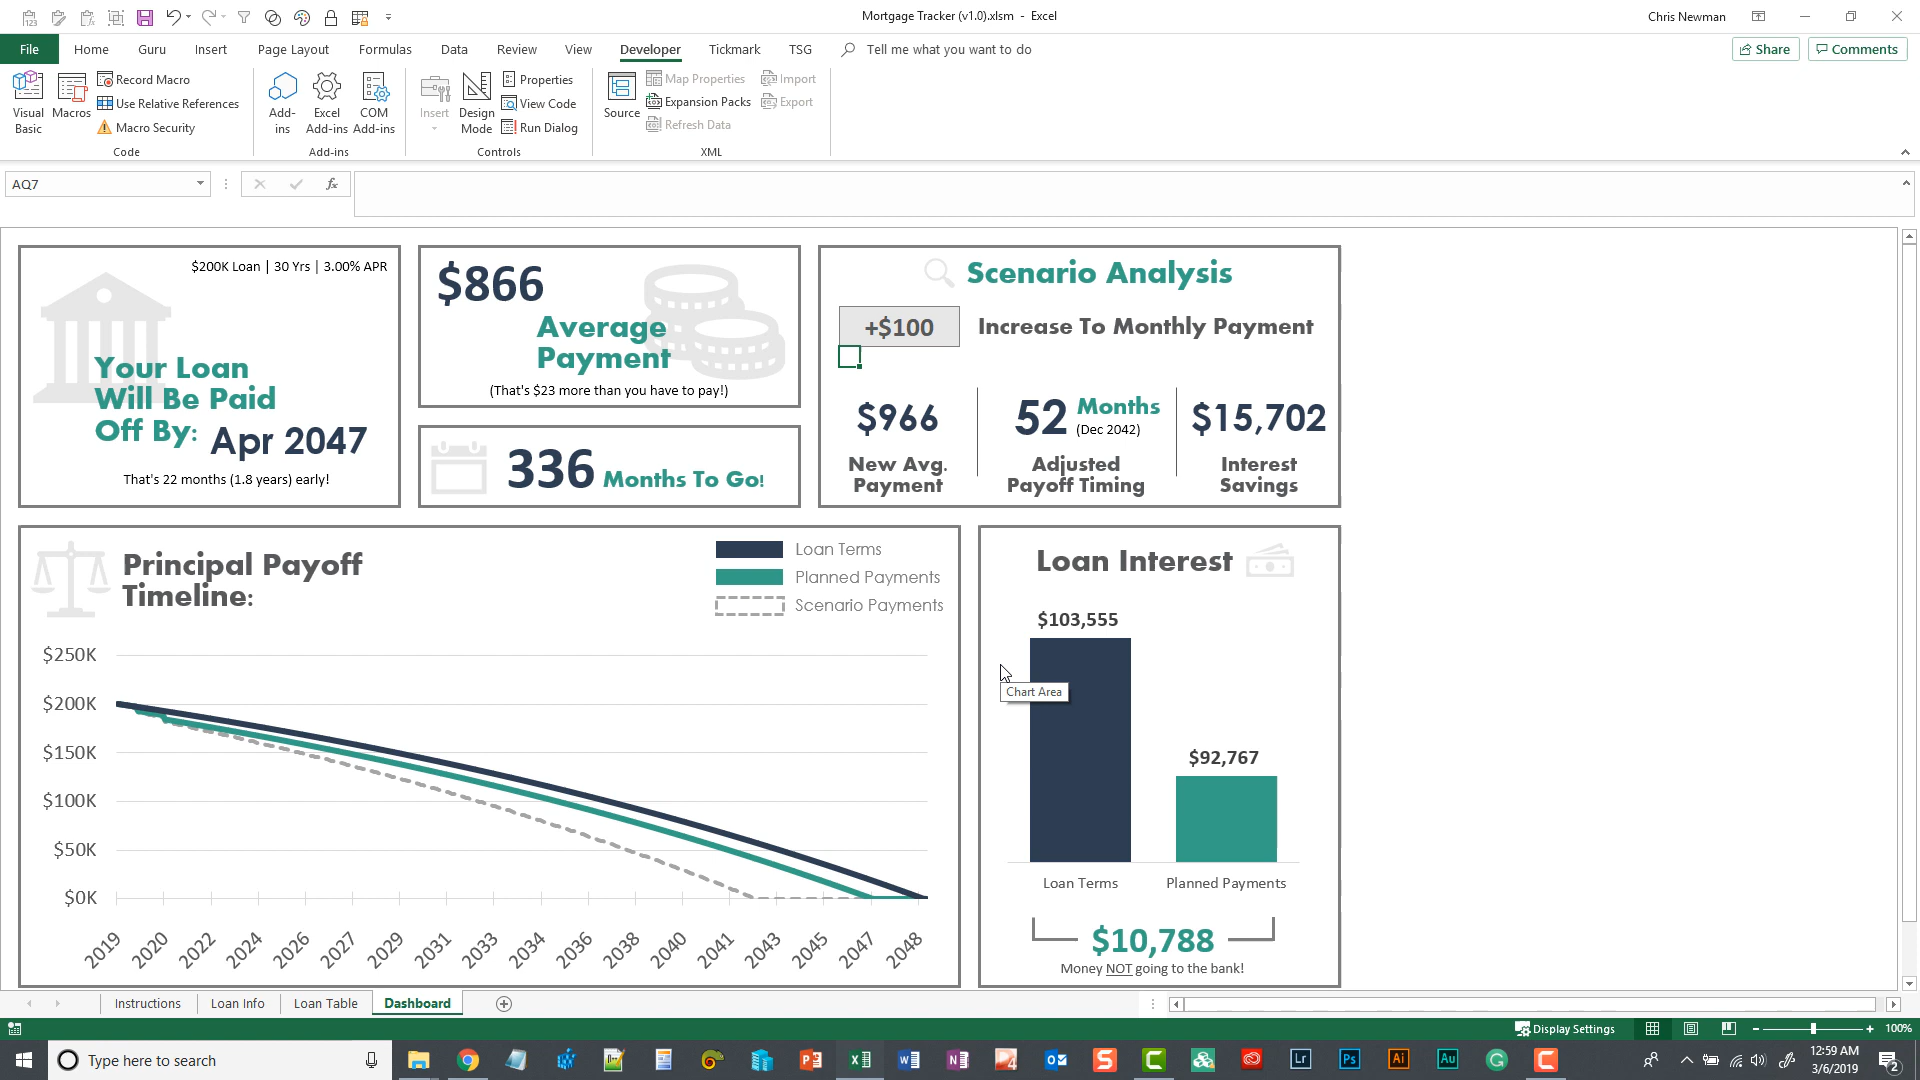 Mortgage Tracker (v1.0).xlsm - Excel
Chris Newman
File Home Guru Insert Page Layout Formulas Data Review View Developer Tickmark TSG Tell me what you want to do Share Comments
Visual Basic
Macros
Record Macro
Use Relative References
Macro Security
Code
Add-ins
Excel Add-ins
COM Add-ins
Add-ins
Insert
Design Mode
Properties
View Code
Run Dialog
Controls
Source
Map Properties
Expansion Packs
Refresh Data
Import
Export
XML
AQ7
fx
$200K Loan | 30 Yrs | 3.00% APR
Your Loan
Will Be Paid
Off By: Apr 2047
That's 22 months (1.8 years) early!
$866
Average
Payment
(That's $23 more than you have to pay!)
336 Months To Go!
Scenario Analysis
+$100 Increase To Monthly Payment
$966
New Avg.
Payment
52 Months
(Dec 2042)
Adjusted
Payoff Timing
$15,702
Interest
Savings
Principal Payoff
Timeline:
Loan Terms
Planned Payments
Scenario Payments
$250K
$200K
$150K
$100K
$50K
$0K
2019 2020 2022 2024 2026 2027 2029 2031 2033 2034 2036 2038 2040 2041 2043 2045 2047 2048
Loan Interest
$103,555
Chart Area
$92,767
Loan Terms Planned Payments
$10,788
Money NOT going to the bank!
Instructions Loan Info Loan Table Dashboard
Display Settings
100%
Type here to search
12:59 AM
3/6/2019